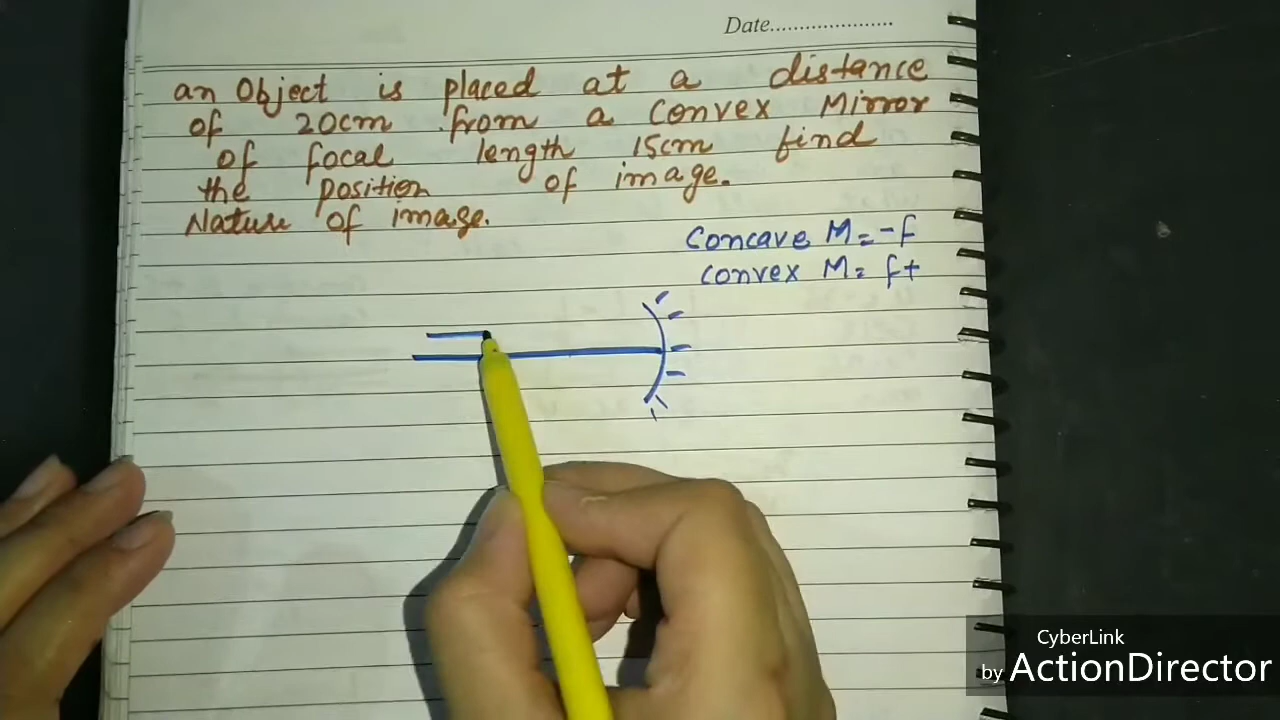 Date....................
an Object is placed at a distance
of 20cm from a Convex Mirror
of focal length 15cm find
the position of image.
Nature of image.
Concave M = -f
Convex M = f+
CyberLink
by ActionDirector